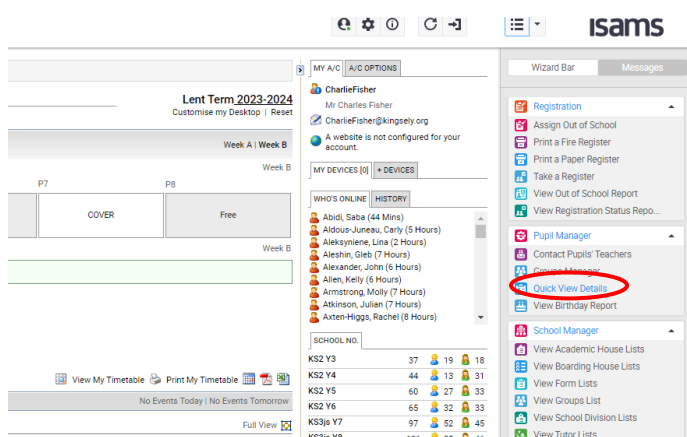 isams
MY A/C
A/C OPTIONS
Wizard Bar
Messages
Lent Term 2023-2024
Customise my Desktop | Reset
Week A | Week B
Week B
P7
P8
COVER
Free
Week B
View My Timetable
Print My Timetable
No Events Today | No Events Tomorrow
Full View
CharlieFisher
Mr Charles Fisher
CharlieFisher@kingsely.org
A website is not configured for your
account.
MY DEVICES [0]
+ DEVICES
WHO'S ONLINE
HISTORY
Abidi, Saba (44 Mins)
Aldous-Juneau, Carly (5 Hours)
Aleksyniene, Lina (2 Hours)
Aleshin, Gleb (7 Hours)
Alexander, John (6 Hours)
Allen, Kelly (6 Hours)
Armstrong, Molly (7 Hours)
Atkinson, Julian (7 Hours)
Axten-Higgs, Rachel (8 Hours)
SCHOOL NO.
KS2 Y3 37 19 18
KS2 Y4 44 13 31
KS2 Y5 60 27 33
KS2 Y6 65 32 33
KS3js Y7 97 52 45
Registration
Assign Out of School
Print a Fire Register
Print a Paper Register
Take a Register
View Out of School Report
View Registration Status Repo...
Pupil Manager
Contact Pupils' Teachers
Groups Manager
Quick View Details
View Birthday Report
School Manager
View Academic House Lists
View Boarding House Lists
View Form Lists
View Groups List
View School Division Lists
View Tutor Lists